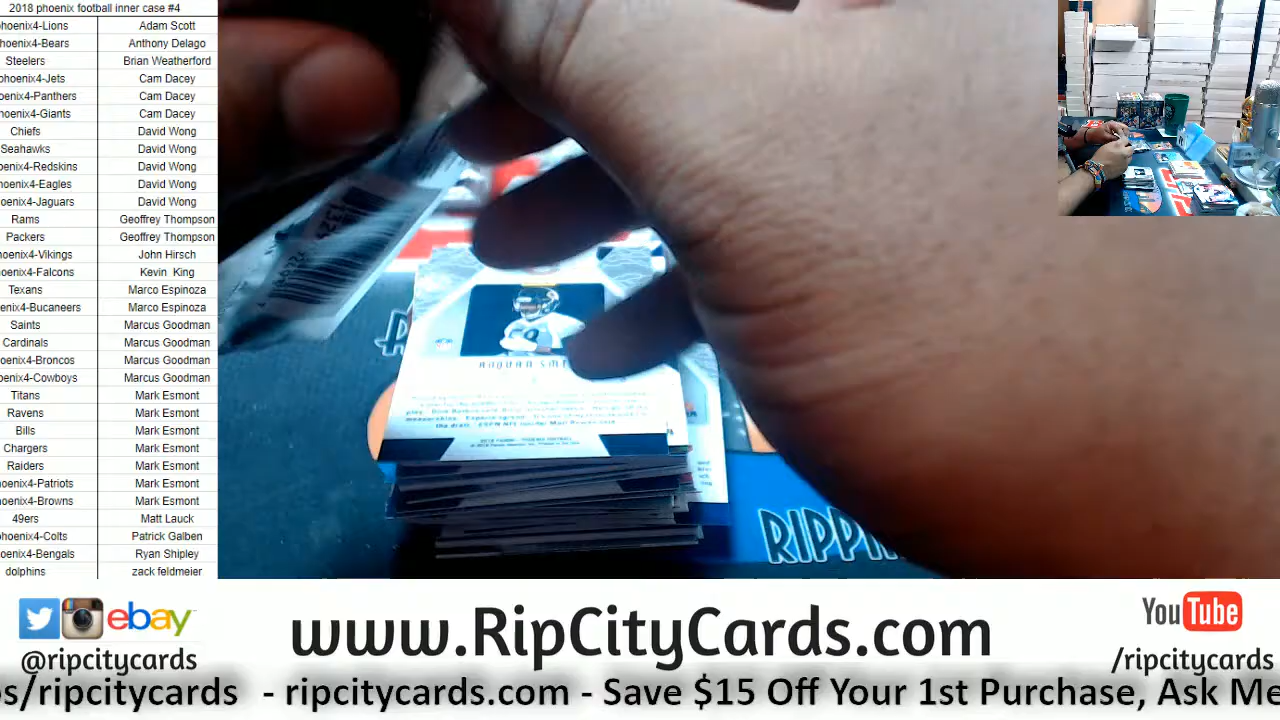 2018 phoenix football inner case #4
hoenix4-Lions Adam Scott
hoenix4-Bears Anthony Delago
Steelers Brian Weatherford
phoenix4-Jets Cam Dacey
oenix4-Panthers Cam Dacey
hoenix4-Giants Cam Dacey
Chiefs David Wong
Seahawks David Wong
oenix4-Redskins David Wong
hoenix4-Eagles David Wong
oenix4-Jaguars David Wong
Rams Geoffrey Thompson
Packers Geoffrey Thompson
hoenix4-Vikings John Hirsch
oenix4-Falcons Kevin King
Texans Marco Espinoza
enix4-Bucaneers Marco Espinoza
Saints Marcus Goodman
Cardinals Marcus Goodman
oenix4-Broncos Marcus Goodman
oenix4-Cowboys Marcus Goodman
Titans Mark Esmont
Ravens Mark Esmont
Bills Mark Esmont
Chargers Mark Esmont
Raiders Mark Esmont
oenix4-Patriots Mark Esmont
oenix4-Browns Mark Esmont
49ers Matt Lauck
phoenix4-Colts Patrick Galben
oenix4-Bengals Ryan Shipley
dolphins zack feldmeier
RIPPI
ebay
@ripcitycards
www.RipCityCards.com
YouTube
/ripcitycards
os/ripcitycards - ripcitycards.com - Save $15 Off Your 1st Purchase, Ask Me